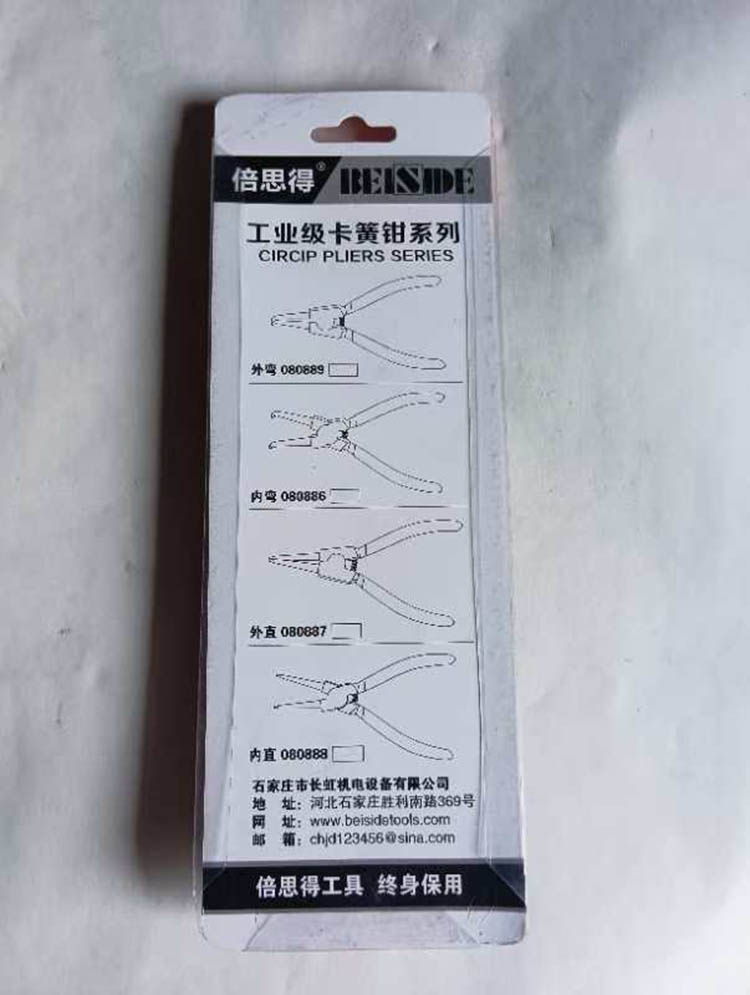 倍思得® BEISIDE
工业级卡簧钳系列
CIRCIP PLIERS SERIES
外弯 080889
内弯 080886
外直 080887
内直 080888
石家庄市长虹机电设备有限公司
地 址：河北石家庄胜利南路369号
网 址：www.beisidetools.com
邮 箱：chjd123456@sina.com
倍思得工具 终身保用